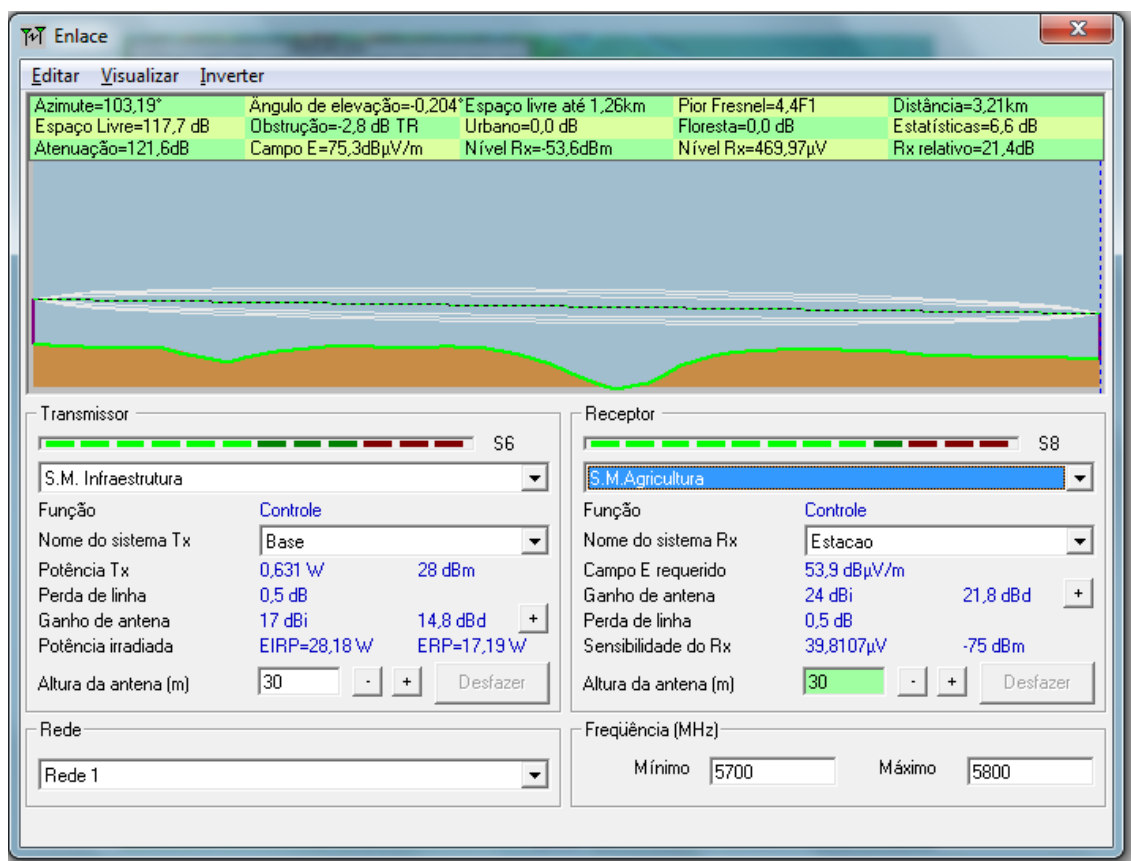 Enlace
Editar Visualizar Inverter
Azimute=103,19° Ângulo de elevação=-0,204° Espaço livre até 1,26km Pior Fresnel=4,4F1 Distância=3,21km
Espaço Livre=117,7 dB Obstrução=-2,8 dB TR Urbano=0,0 dB Floresta=0,0 dB Estatísticas=6,6 dB
Atenuação=121,6dB Campo E=75,3dBµV/m Nível Rx=-53,6dBm Nível Rx=469,97µV Rx relativo=21,4dB
Transmissor
S6
S.M. Infraestrutura
Função Controle
Nome do sistema Tx Base
Potência Tx 0,631 W 28 dBm
Perda de linha 0,5 dB
Ganho de antena 17 dBi 14,8 dBd +
Potência irradiada EIRP=28,18 W ERP=17,19 W
Altura da antena (m) 30 - + Desfazer
Rede
Rede 1
Receptor
S8
S.M.Agricultura
Função Controle
Nome do sistema Rx Estacao
Campo E requerido 53,9 dBµV/m
Ganho de antena 24 dBi 21,8 dBd +
Perda de linha 0,5 dB
Sensibilidade do Rx 39,8107µV -75 dBm
Altura da antena (m) 30 - + Desfazer
Freqüência (MHz)
Mínimo 5700 Máximo 5800